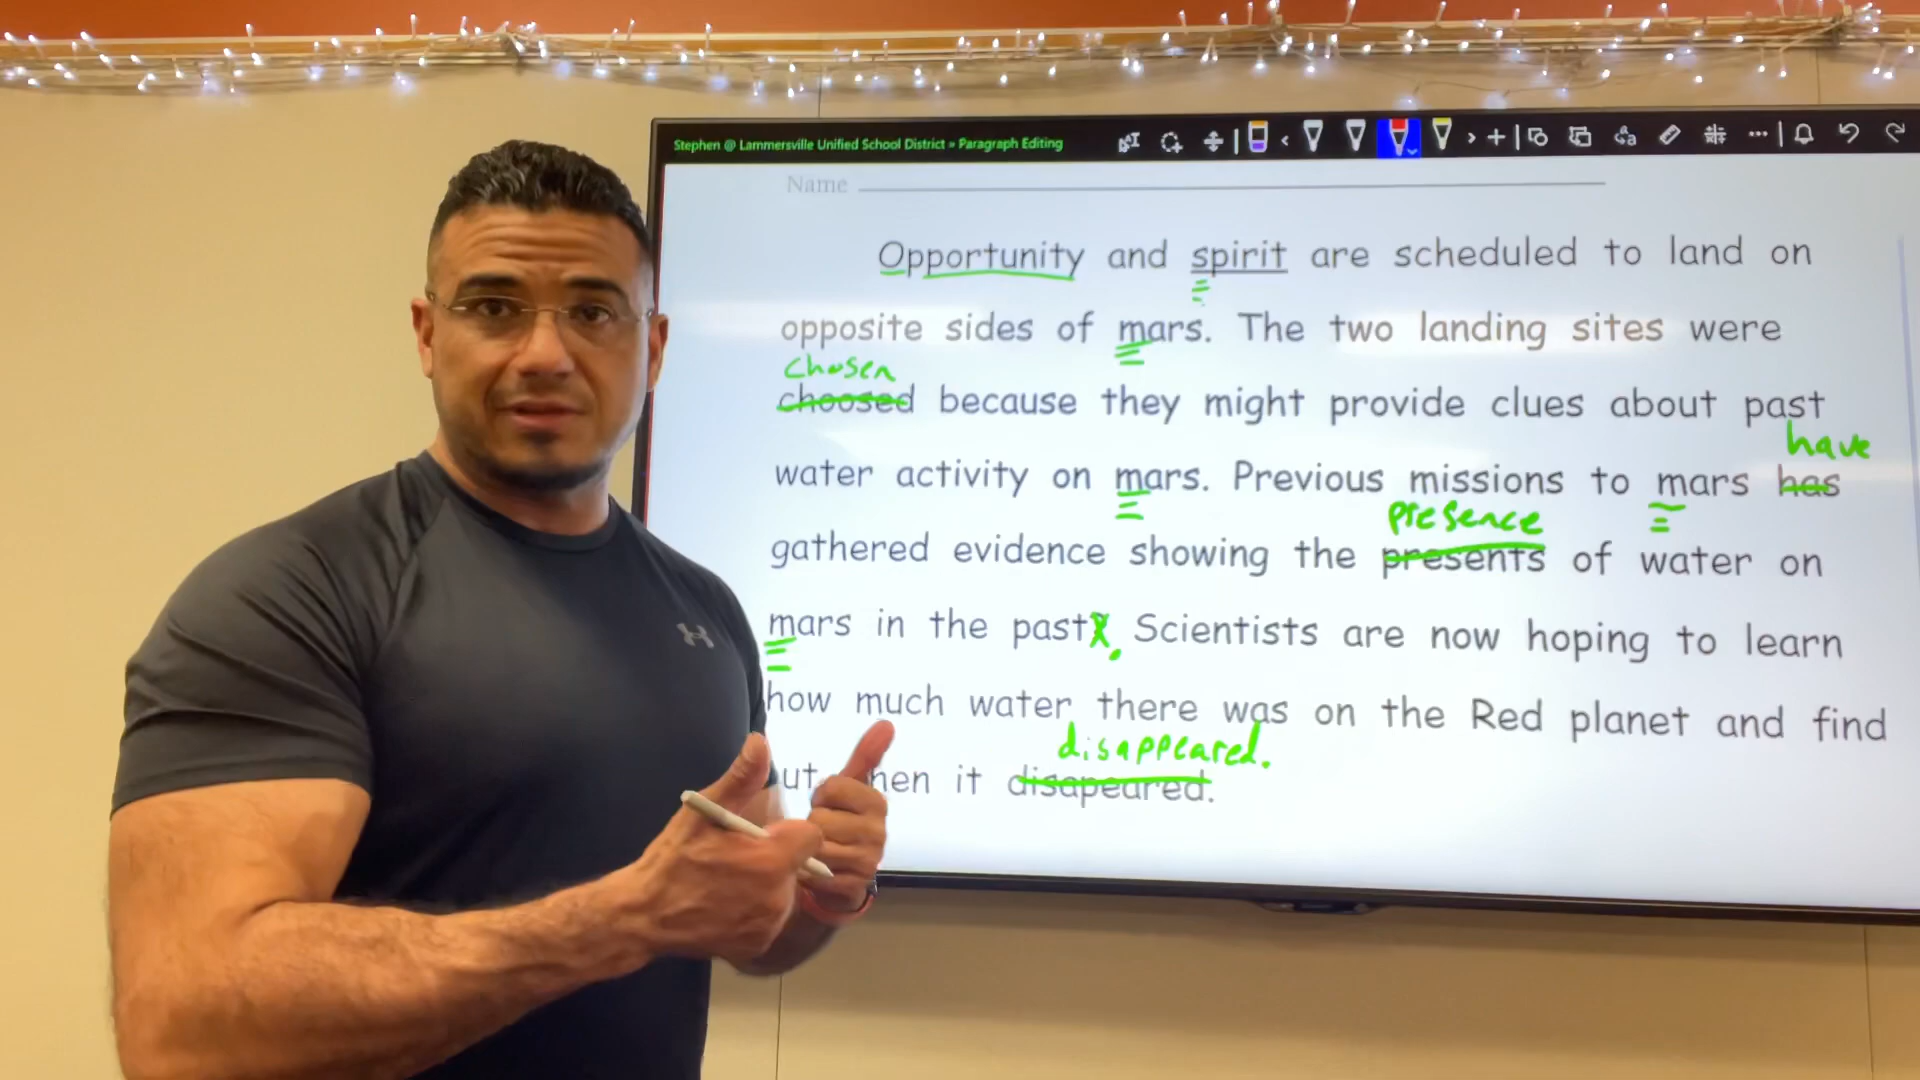 Stephen @ Lammersville Unified School District » Paragraph Editing
Name
Opportunity and spirit are scheduled to land on
opposite sides of mars. The two landing sites were
chosen
choosed because they might provide clues about past
have
water activity on mars. Previous missions to mars has
presence
gathered evidence showing the presents of water on
mars in the past. Scientists are now hoping to learn
how much water there was on the Red planet and find
disappeared.
it disapeared.